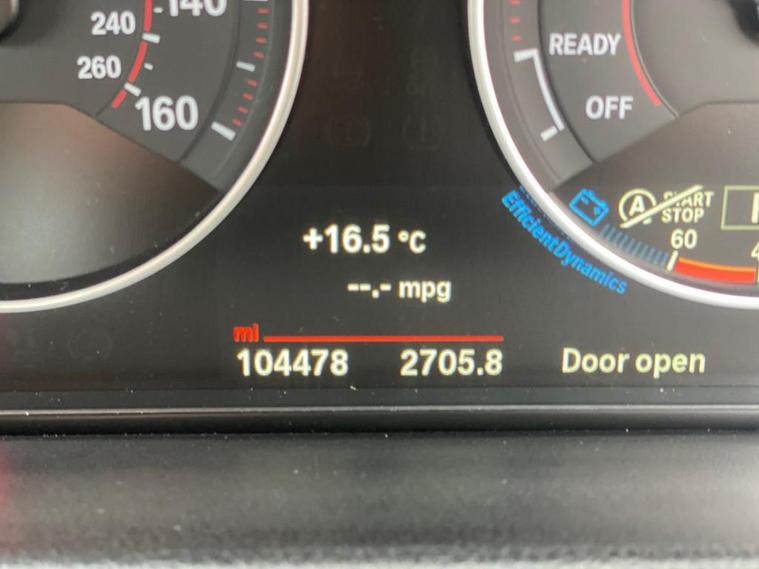 140
240
260
160
READY
OFF
EfficientDynamics
A START
STOP
60
+16.5 °C
--.- mpg
mi
104478 2705.8
Door open